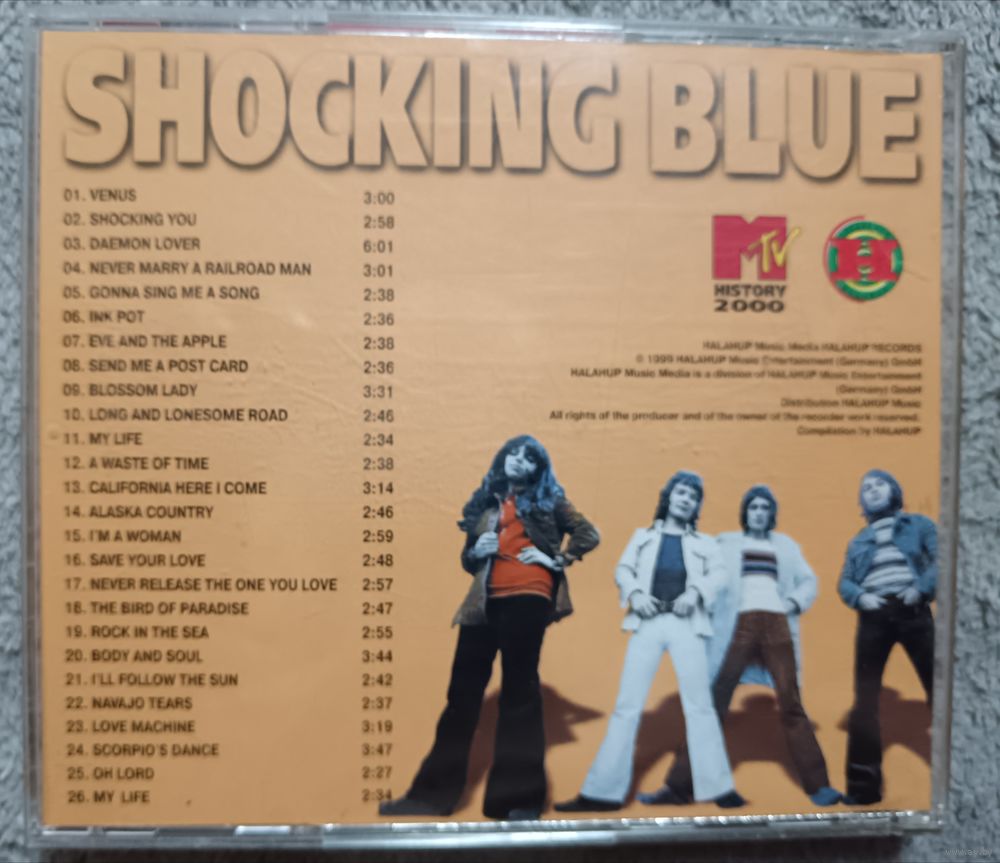 SHOCKING BLUE
01. VENUS 3:00
02. SHOCKING YOU 2:58
03. DAEMON LOVER 6:01
04. NEVER MARRY A RAILROAD MAN 3:01
05. GONNA SING ME A SONG 2:38
06. INK POT 2:36
07. EVE AND THE APPLE 2:38
08. SEND ME A POST CARD 2:36
09. BLOSSOM LADY 3:31
10. LONG AND LONESOME ROAD 2:46
11. MY LIFE 2:34
12. A WASTE OF TIME 2:38
13. CALIFORNIA HERE I COME 3:14
14. ALASKA COUNTRY 2:46
15. I'M A WOMAN 2:59
16. SAVE YOUR LOVE 2:48
17. NEVER RELEASE THE ONE YOU LOVE 2:57
18. THE BIRD OF PARADISE 2:47
19. ROCK IN THE SEA 2:55
20. BODY AND SOUL 3:44
21. I'LL FOLLOW THE SUN 2:42
22. NAVAJO TEARS 2:37
23. LOVE MACHINE 3:19
24. SCORPIO'S DANCE 3:47
25. OH LORD 2:27
26. MY LIFE 2:34
MTV
HISTORY
2000
H
HALAHUP Music Media HALAHUP RECORDS
© 1999 HALAHUP Music Entertainment (Germany) GmbH
HALAHUP Music Media is a division of HALAHUP Music Entertainment
(Germany) GmbH
Distribution HALAHUP Music
All rights of the producer and of the owner of the recorder work reserved.
Compilation by HALAHUP